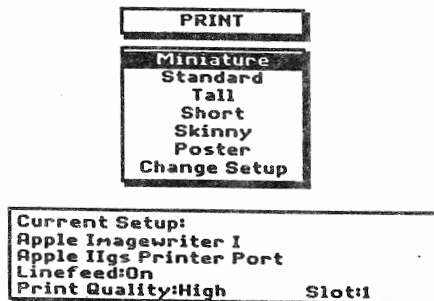 PRINT
Miniature
Standard
Tall
Short
Skinny
Poster
Change Setup
Current Setup:
Apple Imagewriter I
Apple IIgs Printer Port
Linefeed:On
Print Quality:High Slot:1